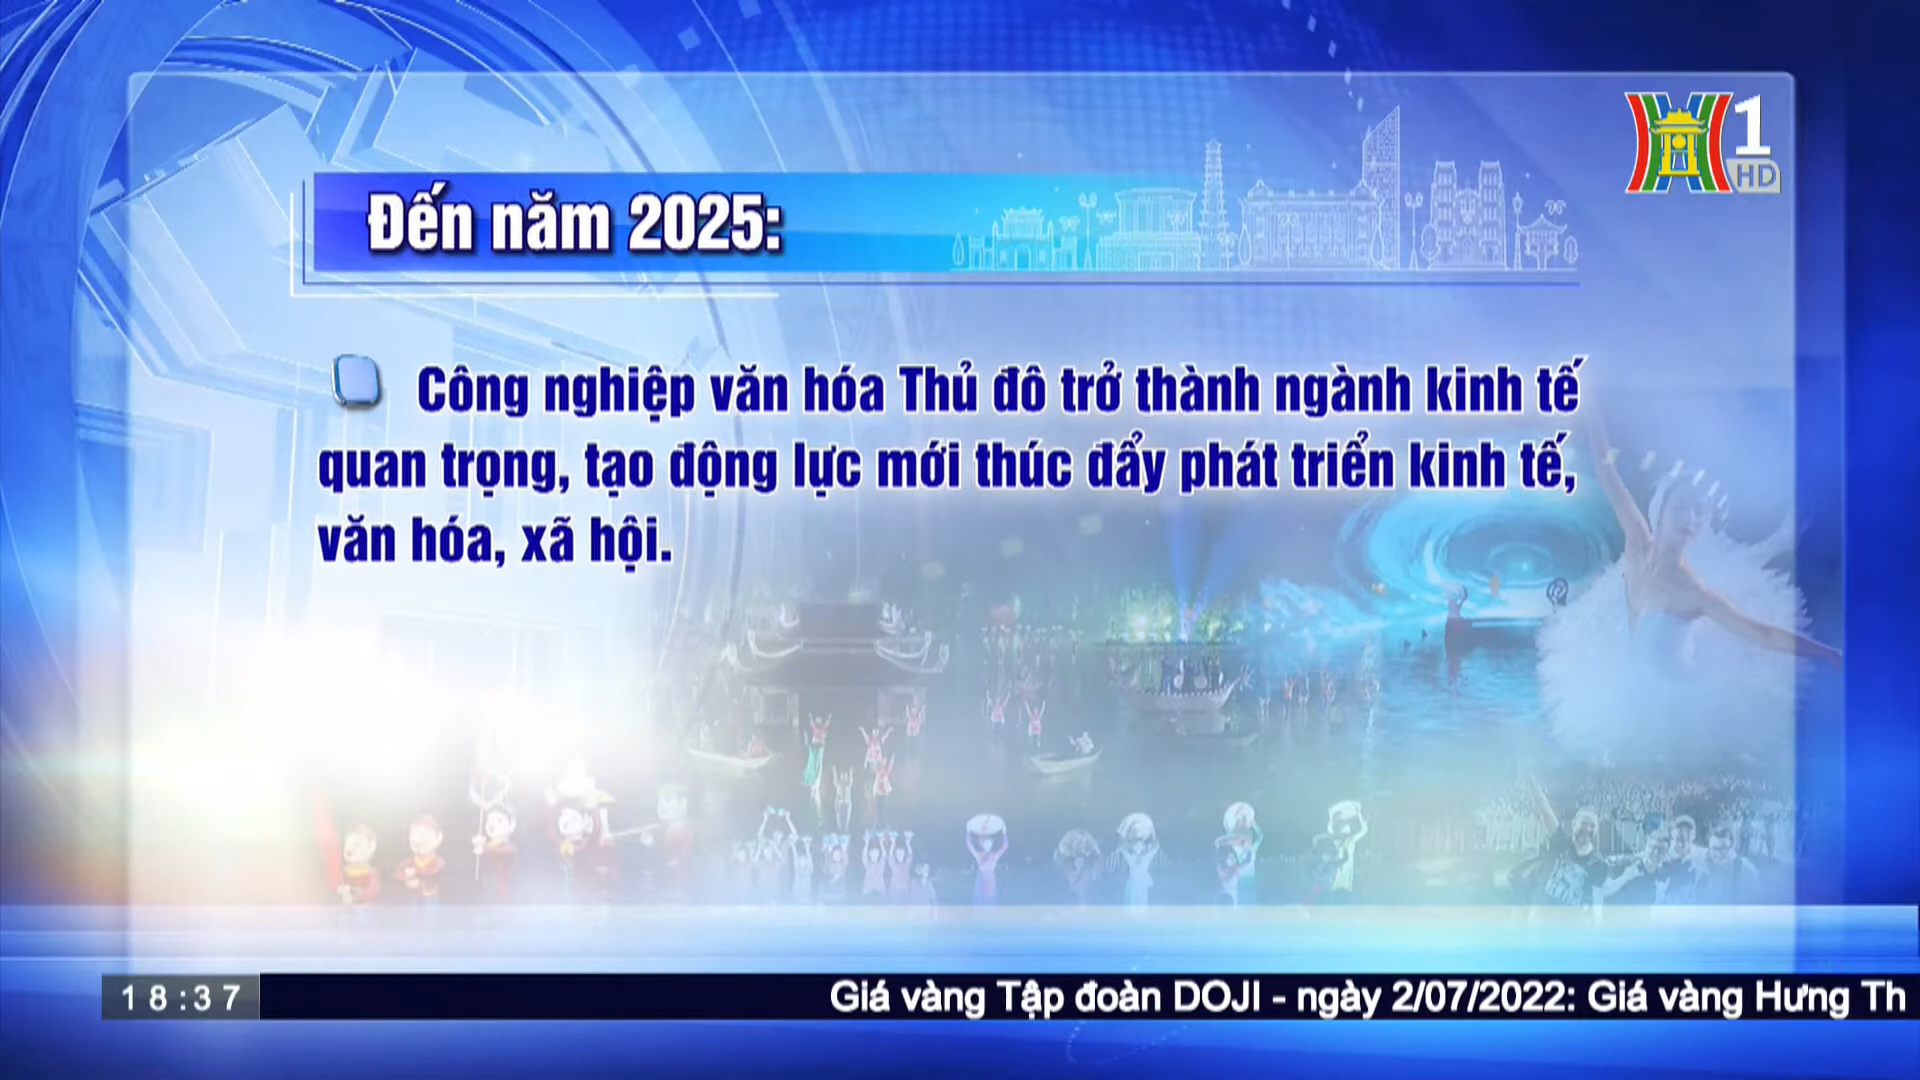 1
HD
Đến năm 2025:
Công nghiệp văn hóa Thủ đô trở thành ngành kinh tế
quan trọng, tạo động lực mới thúc đẩy phát triển kinh tế,
văn hóa, xã hội.
18:37
Giá vàng Tập đoàn DOJI - ngày 2/07/2022: Giá vàng Hưng Th